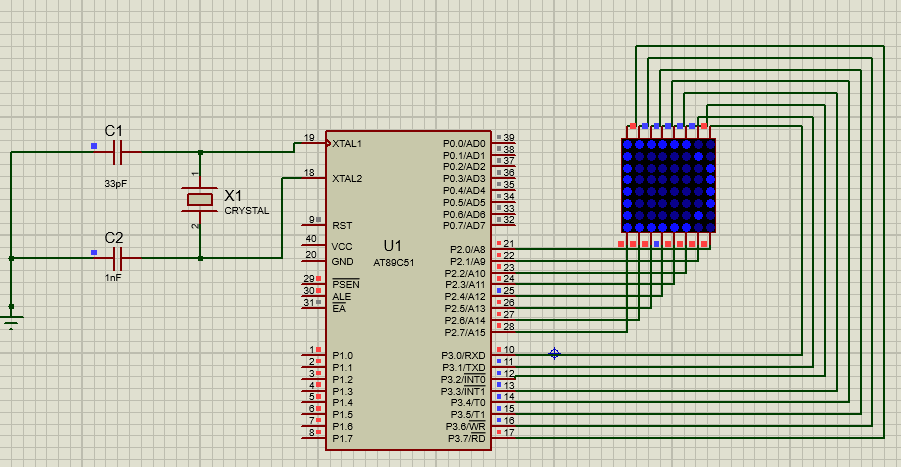 C1
33pF
1
X1
CRYSTAL
2
C2
1nF
U1
AT89C51
19 XTAL1
18 XTAL2
9 RST
40 VCC
20 GND
29 PSEN
30 ALE
31 EA
1 P1.0
2 P1.1
3 P1.2
4 P1.3
5 P1.4
6 P1.5
7 P1.6
8 P1.7
P0.0/AD0 39
P0.1/AD1 38
P0.2/AD2 37
P0.3/AD3 36
P0.4/AD4 35
P0.5/AD5 34
P0.6/AD6 33
P0.7/AD7 32
P2.0/A8 21
P2.1/A9 22
P2.2/A10 23
P2.3/A11 24
P2.4/A12 25
P2.5/A13 26
P2.6/A14 27
P2.7/A15 28
P3.0/RXD 10
P3.1/TXD 11
P3.2/INT0 12
P3.3/INT1 13
P3.4/T0 14
P3.5/T1 15
P3.6/WR 16
P3.7/RD 17